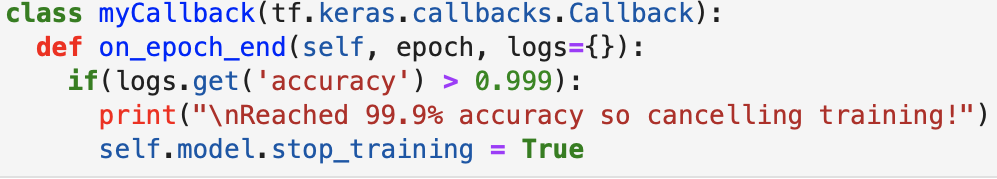 class myCallback(tf.keras.callbacks.Callback):
  def on_epoch_end(self, epoch, logs={}):
    if(logs.get('accuracy') > 0.999):
      print("\nReached 99.9% accuracy so cancelling training!")
      self.model.stop_training = True